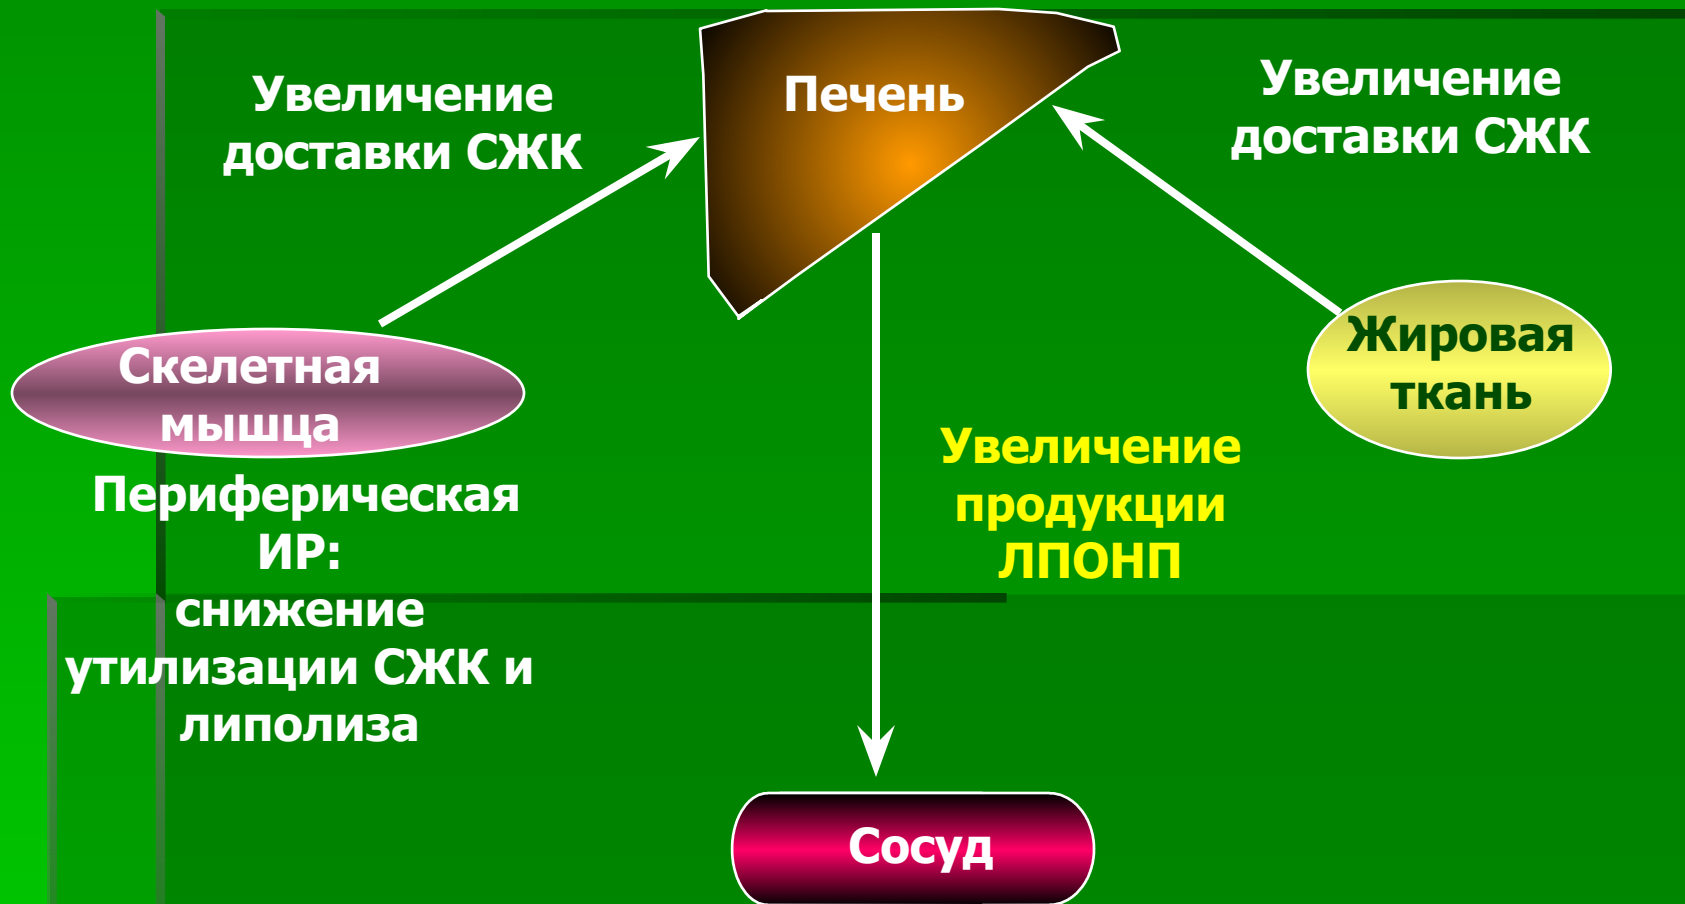 Увеличение
доставки СЖК
Печень
Увеличение
доставки СЖК
Скелетная
мышца
Жировая
ткань
Периферическая
ИР:
снижение
утилизации СЖК и
липолиза
Увеличение
продукции
ЛПОНП
Сосуд